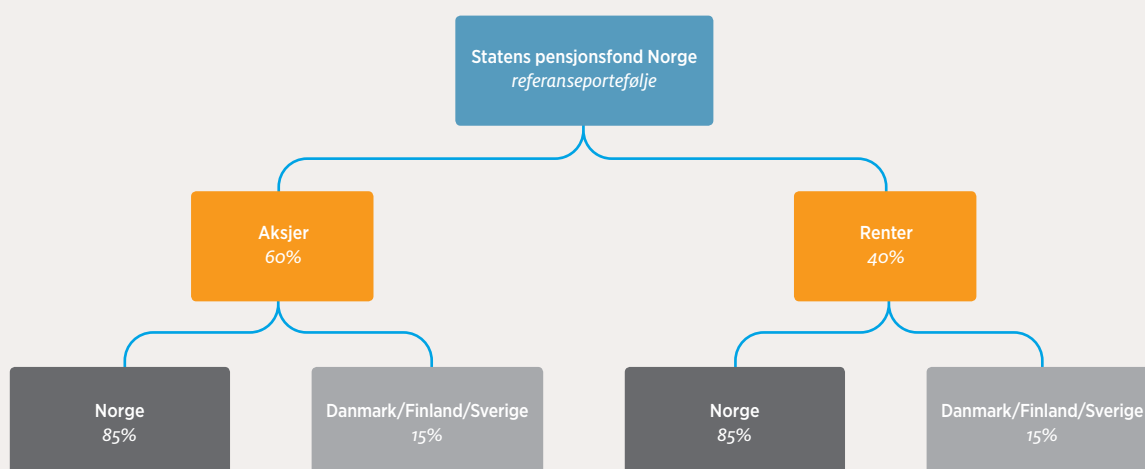 Statens pensjonsfond Norge
referanseportefølje
Aksjer
60%
Renter
40%
Norge
85%
Danmark/Finland/Sverige
15%
Norge
85%
Danmark/Finland/Sverige
15%